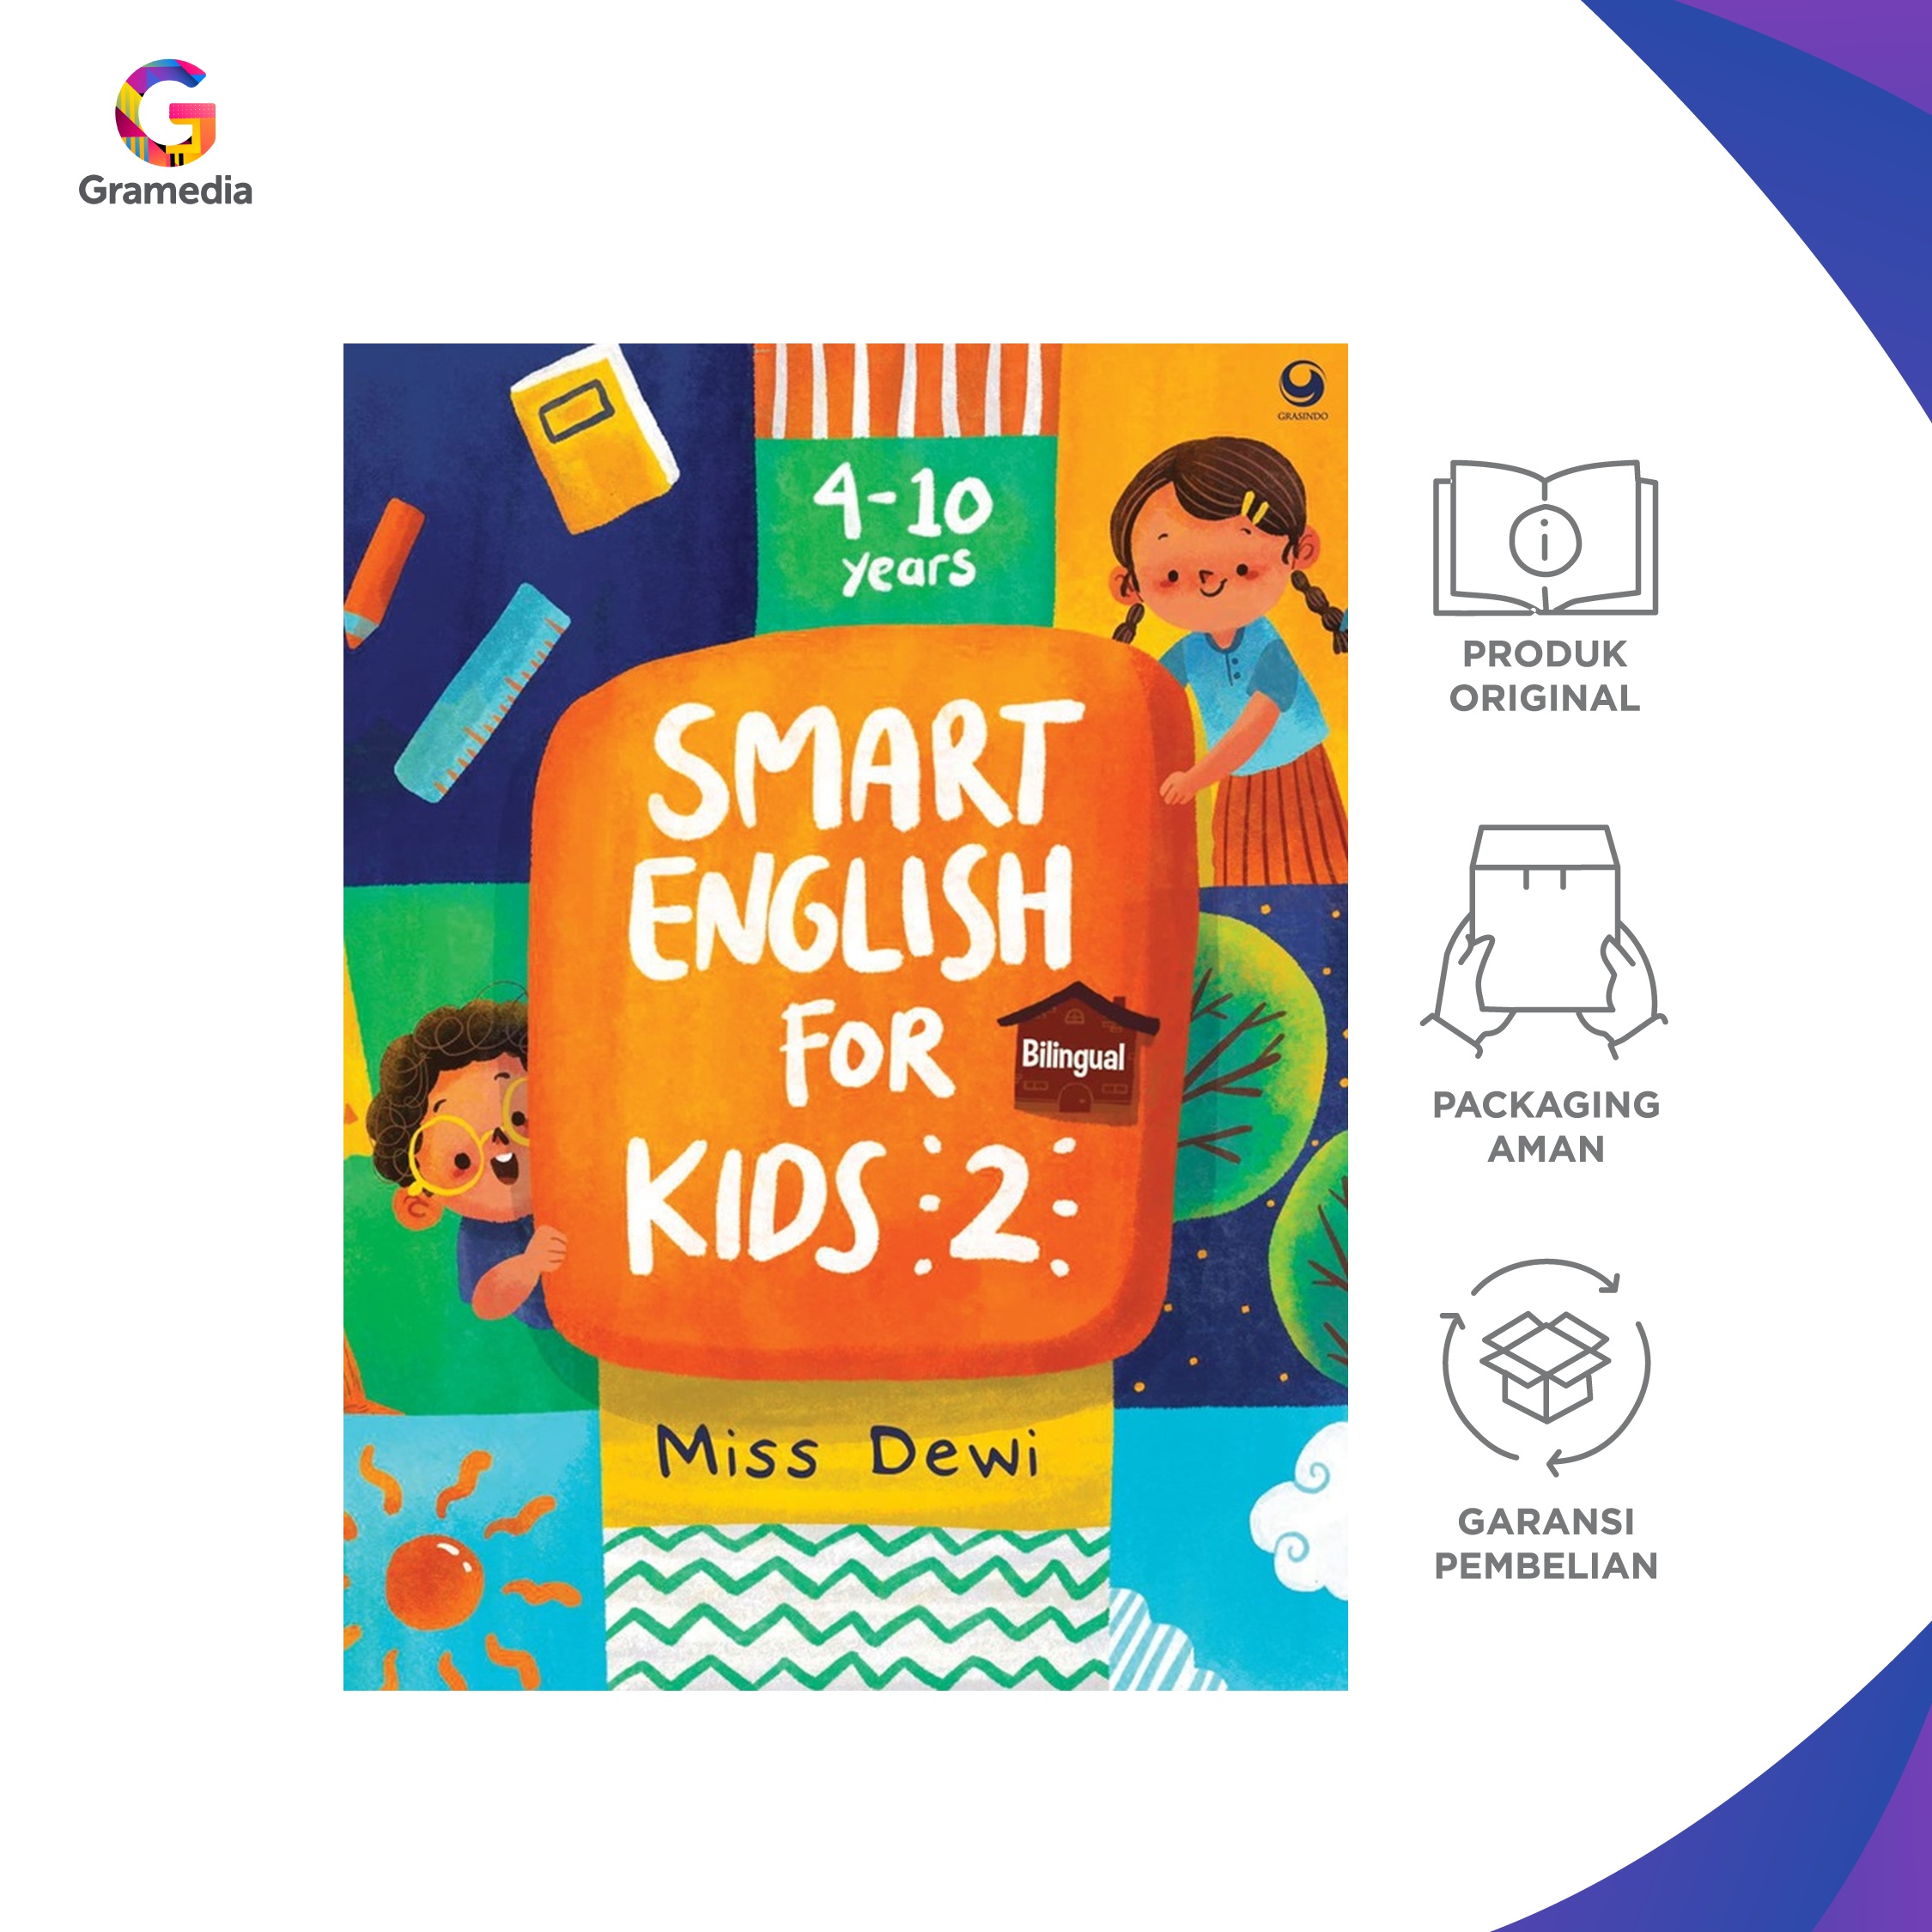 Gramedia
GRASINDO
4-10
years
SMART
ENGLISH
FOR
Bilingual
KIDS 2
Miss Dewi
PRODUK
ORIGINAL
PACKAGING
AMAN
GARANSI
PEMBELIAN